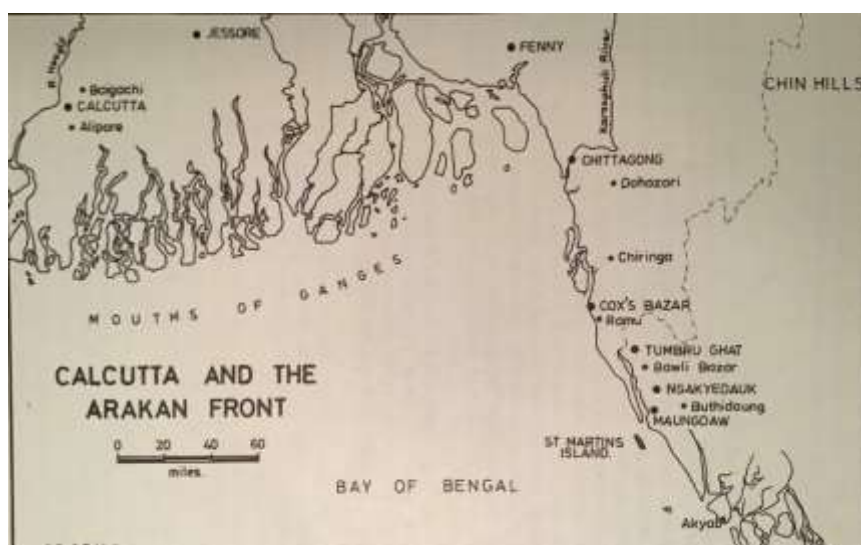 JESSORE
FENNY
R. Hooghli
Karnaphuli River
CHIN HILLS
Baigachi
CALCUTTA
Alipore
CHITTAGONG
Dohazari
Chiringa
MOUTHS OF GANGES
COX'S BAZAR
Ramu
TUMBRU GHAT
Bawli Bazar
NGAKYEDAUK
Buthidaung
MAUNGDAW
CALCUTTA AND THE
ARAKAN FRONT
0 20 40 60
miles.
ST MARTINS
ISLAND.
BAY OF BENGAL
Akyab